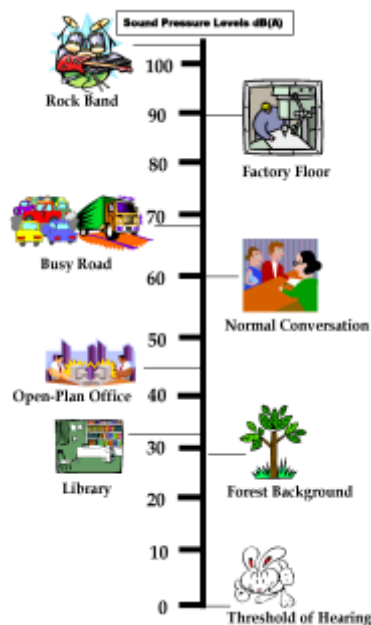 Sound Pressure Levels dB(A)
100
Rock Band
90
80
Factory Floor
70
Busy Road
60
Normal Conversation
50
Open-Plan Office
40
30
Library
Forest Background
20
10
0
Threshold of Hearing